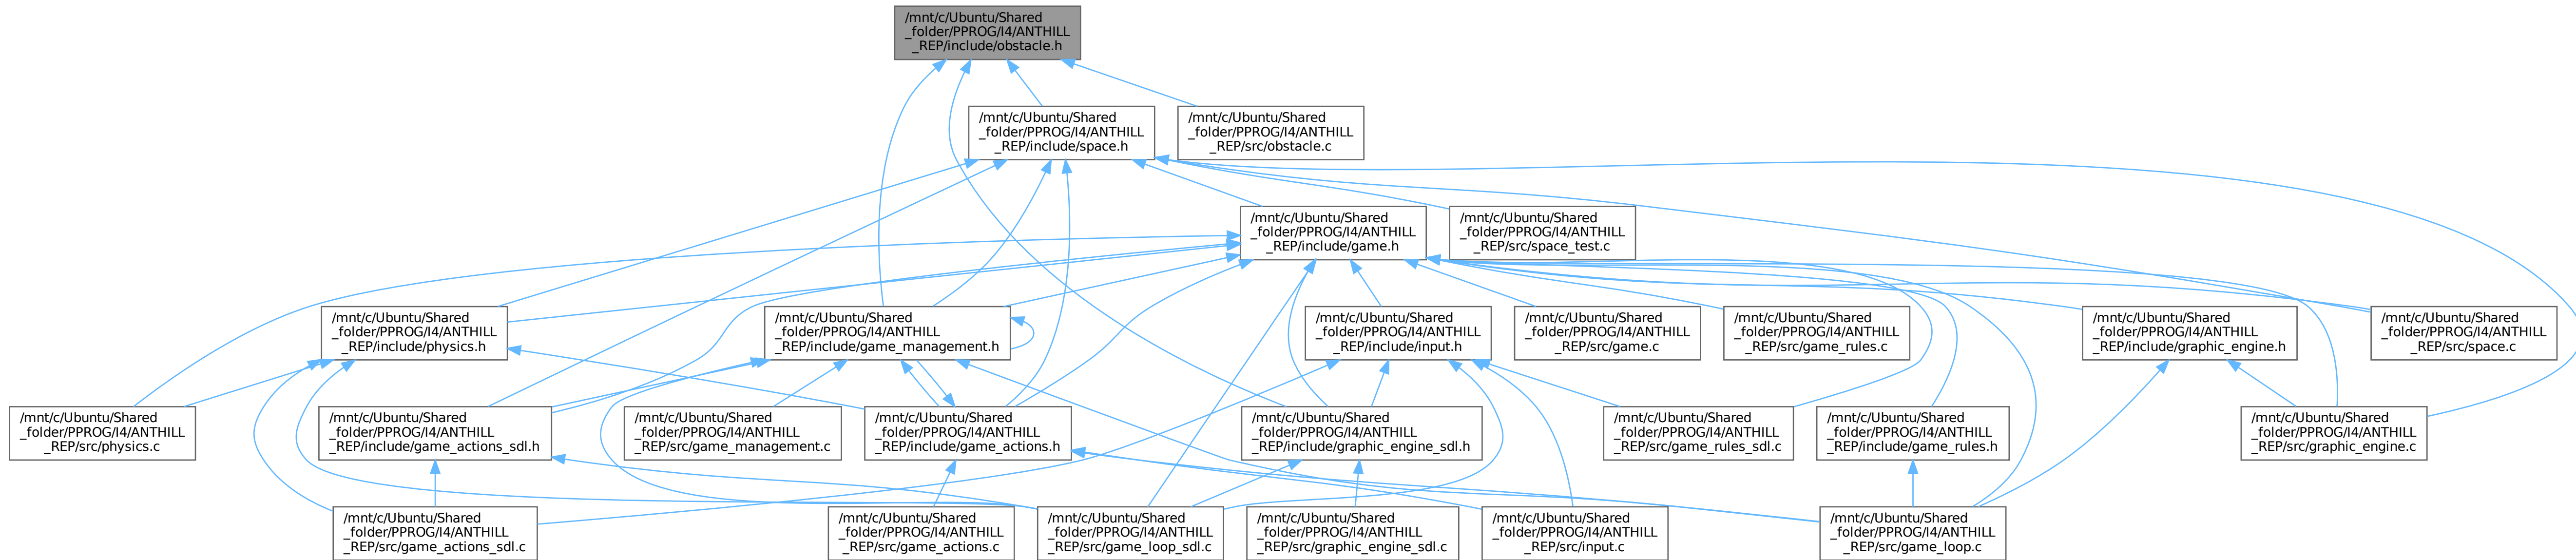 /mnt/c/Ubuntu/Shared
_folder/PPROG/I4/ANTHILL
_REP/include/obstacle.h
/mnt/c/Ubuntu/Shared
_folder/PPROG/I4/ANTHILL
_REP/include/space.h
/mnt/c/Ubuntu/Shared
_folder/PPROG/I4/ANTHILL
_REP/src/obstacle.c
/mnt/c/Ubuntu/Shared
_folder/PPROG/I4/ANTHILL
_REP/include/game.h
/mnt/c/Ubuntu/Shared
_folder/PPROG/I4/ANTHILL
_REP/src/space_test.c
/mnt/c/Ubuntu/Shared
_folder/PPROG/I4/ANTHILL
_REP/include/physics.h
/mnt/c/Ubuntu/Shared
_folder/PPROG/I4/ANTHILL
_REP/include/game_management.h
/mnt/c/Ubuntu/Shared
_folder/PPROG/I4/ANTHILL
_REP/include/input.h
/mnt/c/Ubuntu/Shared
_folder/PPROG/I4/ANTHILL
_REP/src/game.c
/mnt/c/Ubuntu/Shared
_folder/PPROG/I4/ANTHILL
_REP/src/game_rules.c
/mnt/c/Ubuntu/Shared
_folder/PPROG/I4/ANTHILL
_REP/include/graphic_engine.h
/mnt/c/Ubuntu/Shared
_folder/PPROG/I4/ANTHILL
_REP/src/space.c
/mnt/c/Ubuntu/Shared
_folder/PPROG/I4/ANTHILL
_REP/src/physics.c
/mnt/c/Ubuntu/Shared
_folder/PPROG/I4/ANTHILL
_REP/include/game_actions_sdl.h
/mnt/c/Ubuntu/Shared
_folder/PPROG/I4/ANTHILL
_REP/src/game_management.c
/mnt/c/Ubuntu/Shared
_folder/PPROG/I4/ANTHILL
_REP/include/game_actions.h
/mnt/c/Ubuntu/Shared
_folder/PPROG/I4/ANTHILL
_REP/include/graphic_engine_sdl.h
/mnt/c/Ubuntu/Shared
_folder/PPROG/I4/ANTHILL
_REP/src/game_rules_sdl.c
/mnt/c/Ubuntu/Shared
_folder/PPROG/I4/ANTHILL
_REP/include/game_rules.h
/mnt/c/Ubuntu/Shared
_folder/PPROG/I4/ANTHILL
_REP/src/graphic_engine.c
/mnt/c/Ubuntu/Shared
_folder/PPROG/I4/ANTHILL
_REP/src/game_actions_sdl.c
/mnt/c/Ubuntu/Shared
_folder/PPROG/I4/ANTHILL
_REP/src/game_actions.c
/mnt/c/Ubuntu/Shared
_folder/PPROG/I4/ANTHILL
_REP/src/game_loop_sdl.c
/mnt/c/Ubuntu/Shared
_folder/PPROG/I4/ANTHILL
_REP/src/graphic_engine_sdl.c
/mnt/c/Ubuntu/Shared
_folder/PPROG/I4/ANTHILL
_REP/src/input.c
/mnt/c/Ubuntu/Shared
_folder/PPROG/I4/ANTHILL
_REP/src/game_loop.c